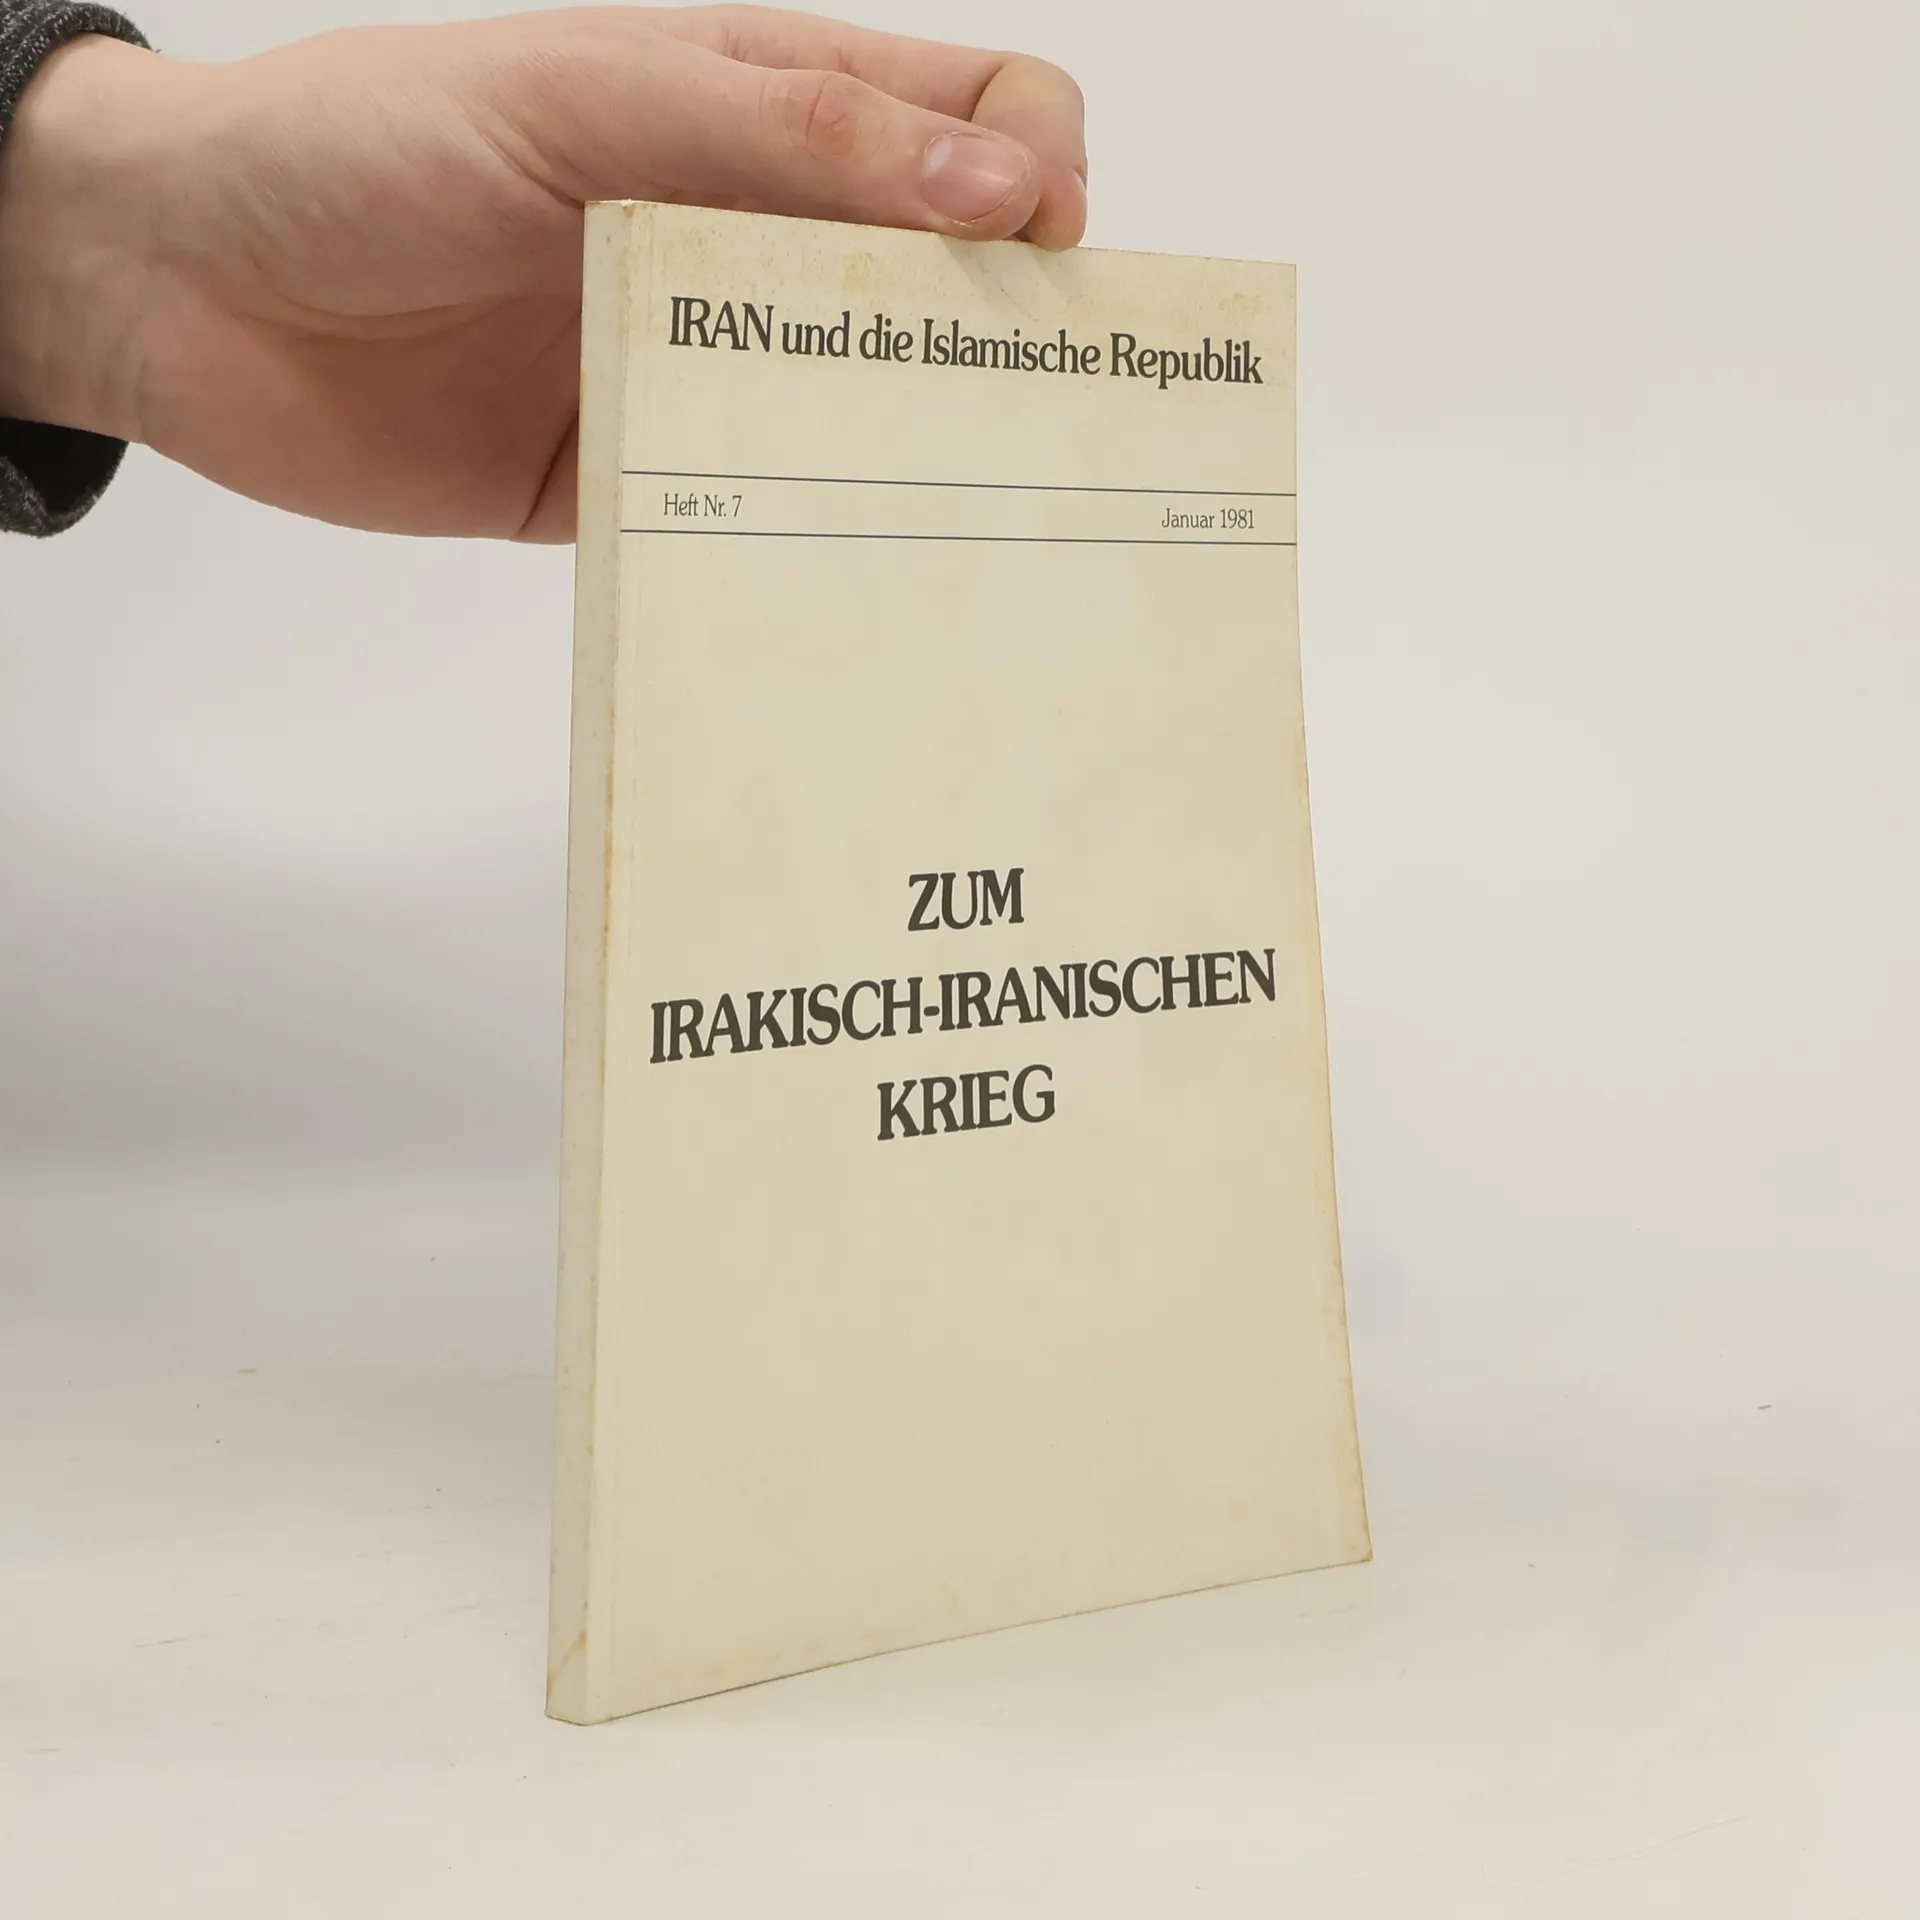 IRAN und die Islamische Republik
Heft Nr. 7 Januar 1981
ZUM
IRAKISCH-IRANISCHEN
KRIEG